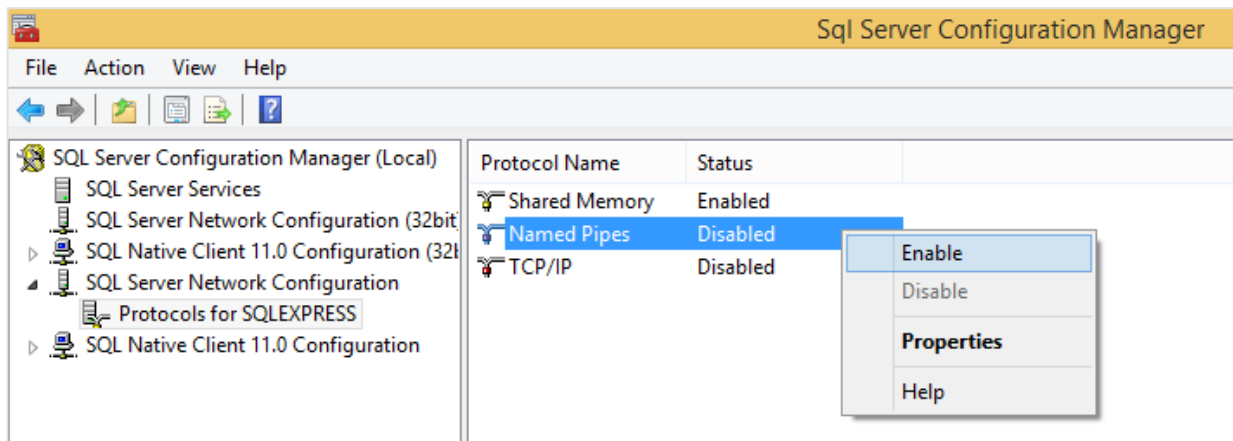 Sql Server Configuration Manager
File Action View Help
SQL Server Configuration Manager (Local)
SQL Server Services
SQL Server Network Configuration (32bit
SQL Native Client 11.0 Configuration (32b
SQL Server Network Configuration
Protocols for SQLEXPRESS
SQL Native Client 11.0 Configuration
Protocol Name Status
Shared Memory Enabled
Named Pipes Disabled
TCP/IP Disabled
Enable
Disable
Properties
Help